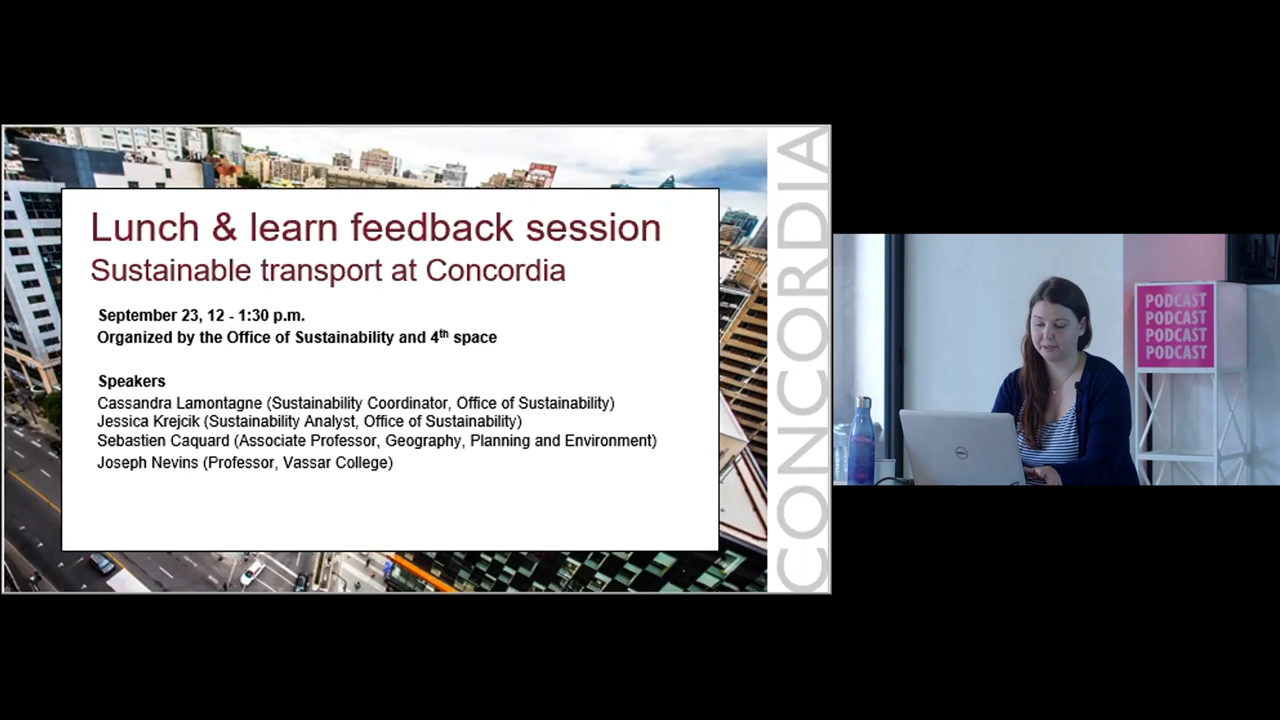 Lunch & learn feedback session
Sustainable transport at Concordia
September 23, 12 - 1:30 p.m.
Organized by the Office of Sustainability and 4th space
Speakers
Cassandra Lamontagne (Sustainability Coordinator, Office of Sustainability)
Jessica Krejcik (Sustainability Analyst, Office of Sustainability)
Sebastien Caquard (Associate Professor, Geography, Planning and Environment)
Joseph Nevins (Professor, Vassar College)
CONCORDIA
PODCAST
PODCAST
PODCAST
PODCAST
DELL